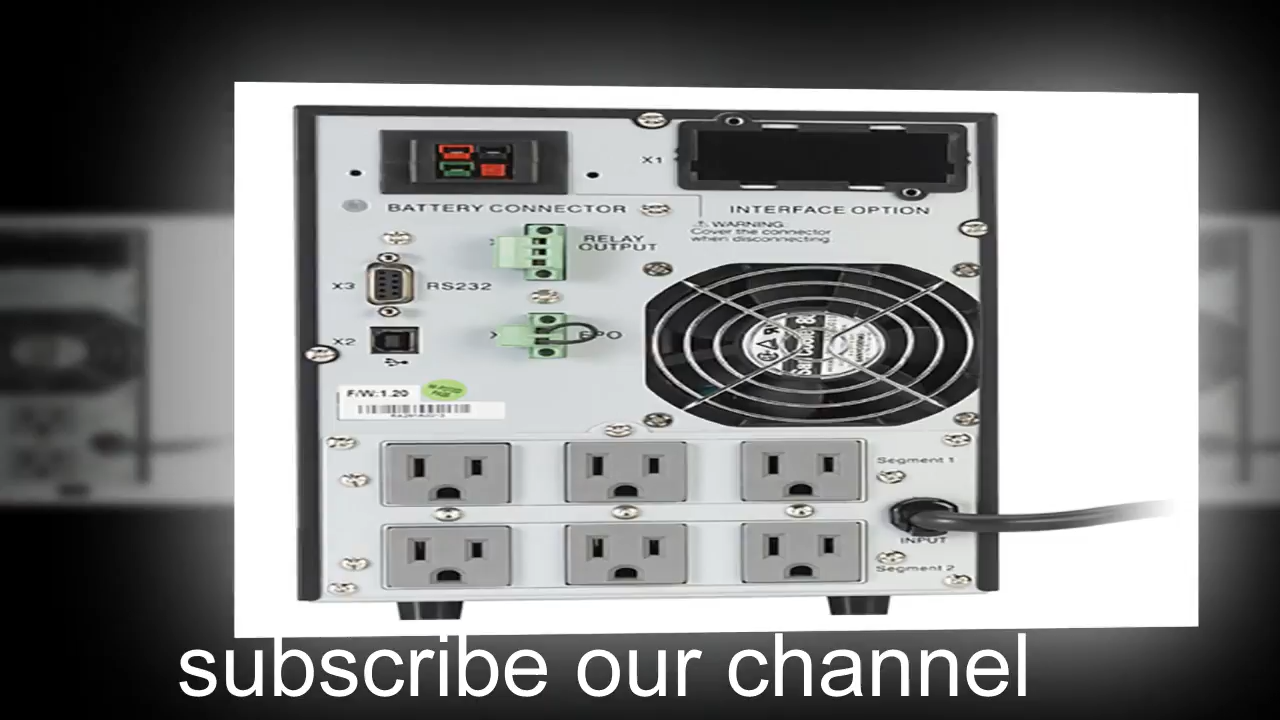 X1
BATTERY CONNECTOR
INTERFACE OPTION
WARNING
Cover the connector
when disconnecting.
RELAY
OUTPUT
X3
RS232
X2
EPO
F/W:1.20
Segment 1
INPUT
Segment 2
subscribe our channel